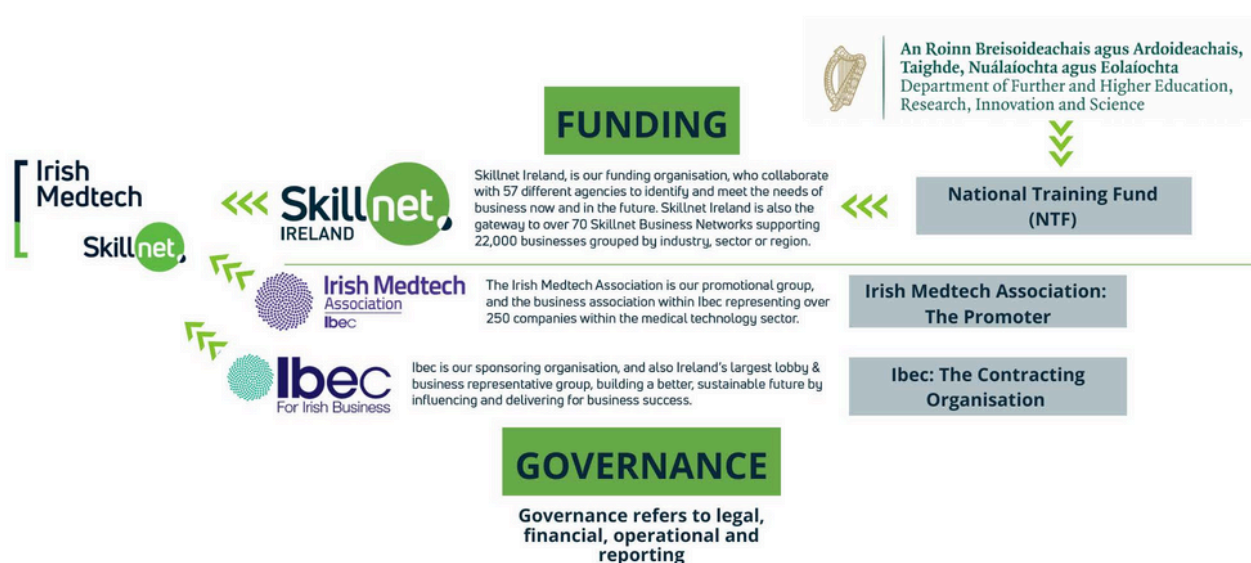 An Roinn Breisoideachais agus Ardoideachais,
Taighde, Nuálaíochta agus Eolaíochta
Department of Further and Higher Education,
Research, Innovation and Science
FUNDING
Irish
Medtech
Skillnet
Skillnet
IRELAND
Skillnet Ireland, is our funding organisation, who collaborate
with 57 different agencies to identify and meet the needs of
business now and in the future. Skillnet Ireland is also the
gateway to over 70 Skillnet Business Networks supporting
22,000 businesses grouped by industry, sector or region.
National Training Fund
(NTF)
Irish Medtech
Association
Ibec
The Irish Medtech Association is our promotional group,
and the business association within Ibec representing over
250 companies within the medical technology sector.
Irish Medtech Association:
The Promoter
Ibec
For Irish Business
Ibec is our sponsoring organisation, and also Ireland's largest lobby &
business representative group, building a better, sustainable future by
influencing and delivering for business success.
Ibec: The Contracting
Organisation
GOVERNANCE
Governance refers to legal,
financial, operational and
reporting